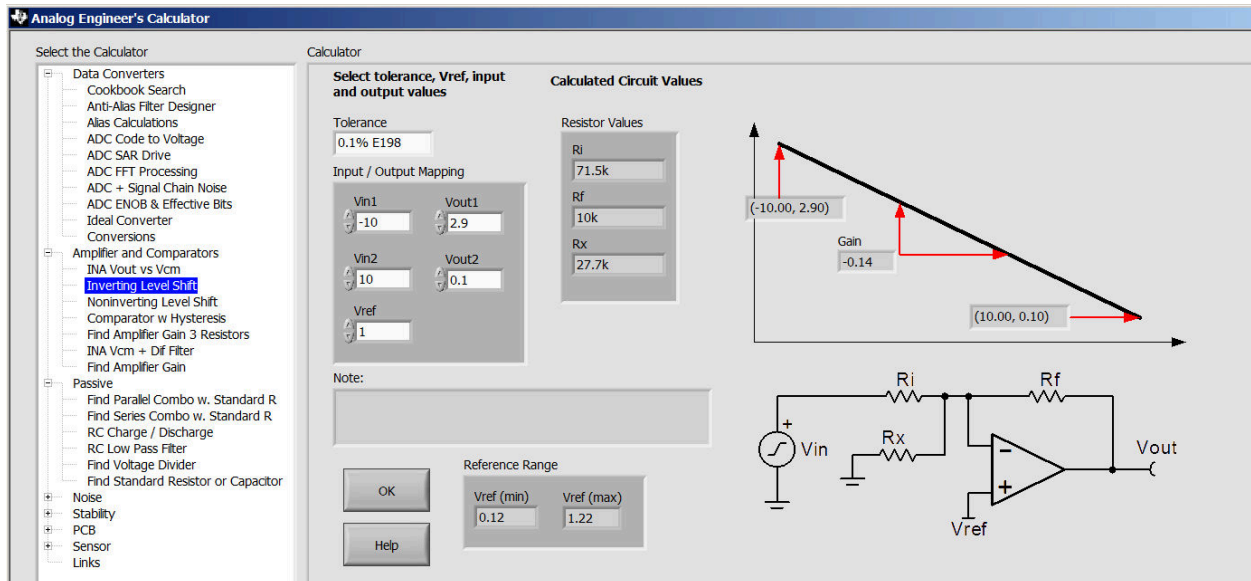 Analog Engineer's Calculator
Select the Calculator
Data Converters
Cookbook Search
Anti-Alias Filter Designer
Alias Calculations
ADC Code to Voltage
ADC SAR Drive
ADC FFT Processing
ADC + Signal Chain Noise
ADC ENOB & Effective Bits
Ideal Converter
Conversions
Amplifier and Comparators
INA Vout vs Vcm
Inverting Level Shift
Noninverting Level Shift
Comparator w Hysteresis
Find Amplifier Gain 3 Resistors
INA Vcm + Dif Filter
Find Amplifier Gain
Passive
Find Parallel Combo w. Standard R
Find Series Combo w. Standard R
RC Charge / Discharge
RC Low Pass Filter
Find Voltage Divider
Find Standard Resistor or Capacitor
Noise
Stability
PCB
Sensor
Links
Calculator
Select tolerance, Vref, input
and output values
Tolerance
0.1% E198
Input / Output Mapping
Vin1 Vout1
-10 2.9
Vin2 Vout2
10 0.1
Vref
1
Calculated Circuit Values
Resistor Values
Ri
71.5k
Rf
10k
Rx
27.7k
(-10.00, 2.90)
Gain
-0.14
(10.00, 0.10)
Note:
OK
Help
Reference Range
Vref (min) Vref (max)
0.12 1.22
Ri Rf
Rx
+
Vin
-
+
Vout
Vref